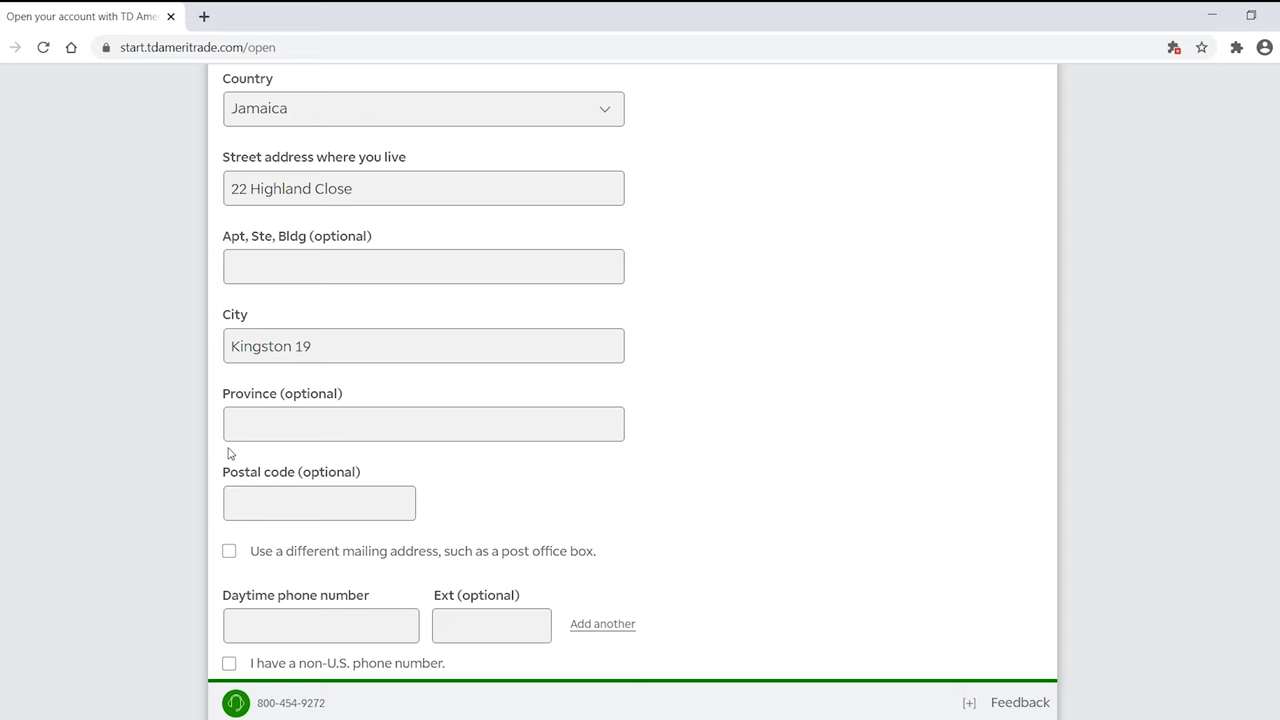 Open your account with TD Ame
start.tdameritrade.com/open
Country
Jamaica
Street address where you live
22 Highland Close
Apt, Ste, Bldg (optional)
City
Kingston 19
Province (optional)
Postal code (optional)
Use a different mailing address, such as a post office box.
Daytime phone number Ext (optional)
Add another
I have a non-U.S. phone number.
800-454-9272 [+] Feedback